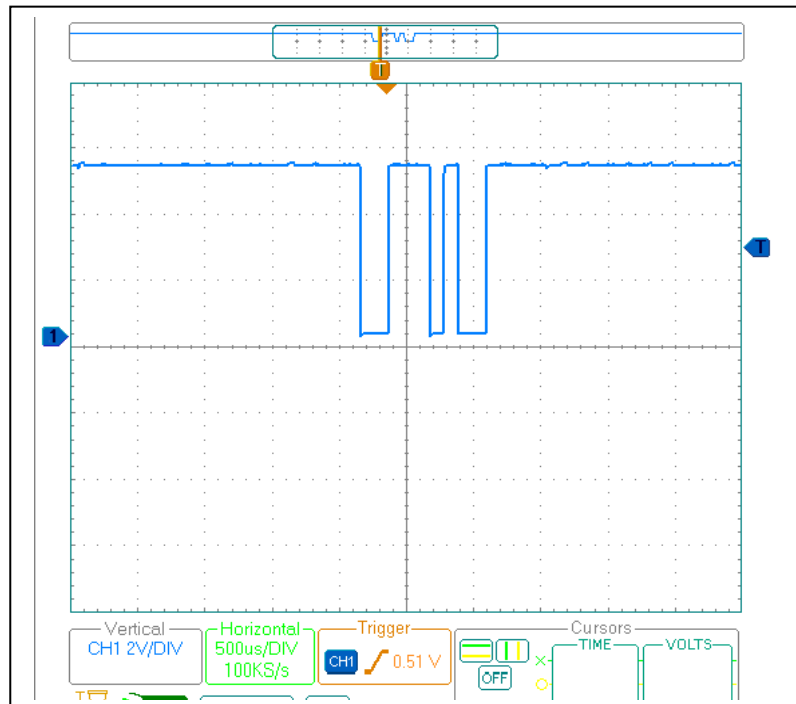 T
T
1
Vertical
CH1 2V/DIV
Horizontal
500us/DIV
100KS/s
Trigger
CH1 0.51 V
Cursors
OFF
X
O
TIME
VOLTS
T